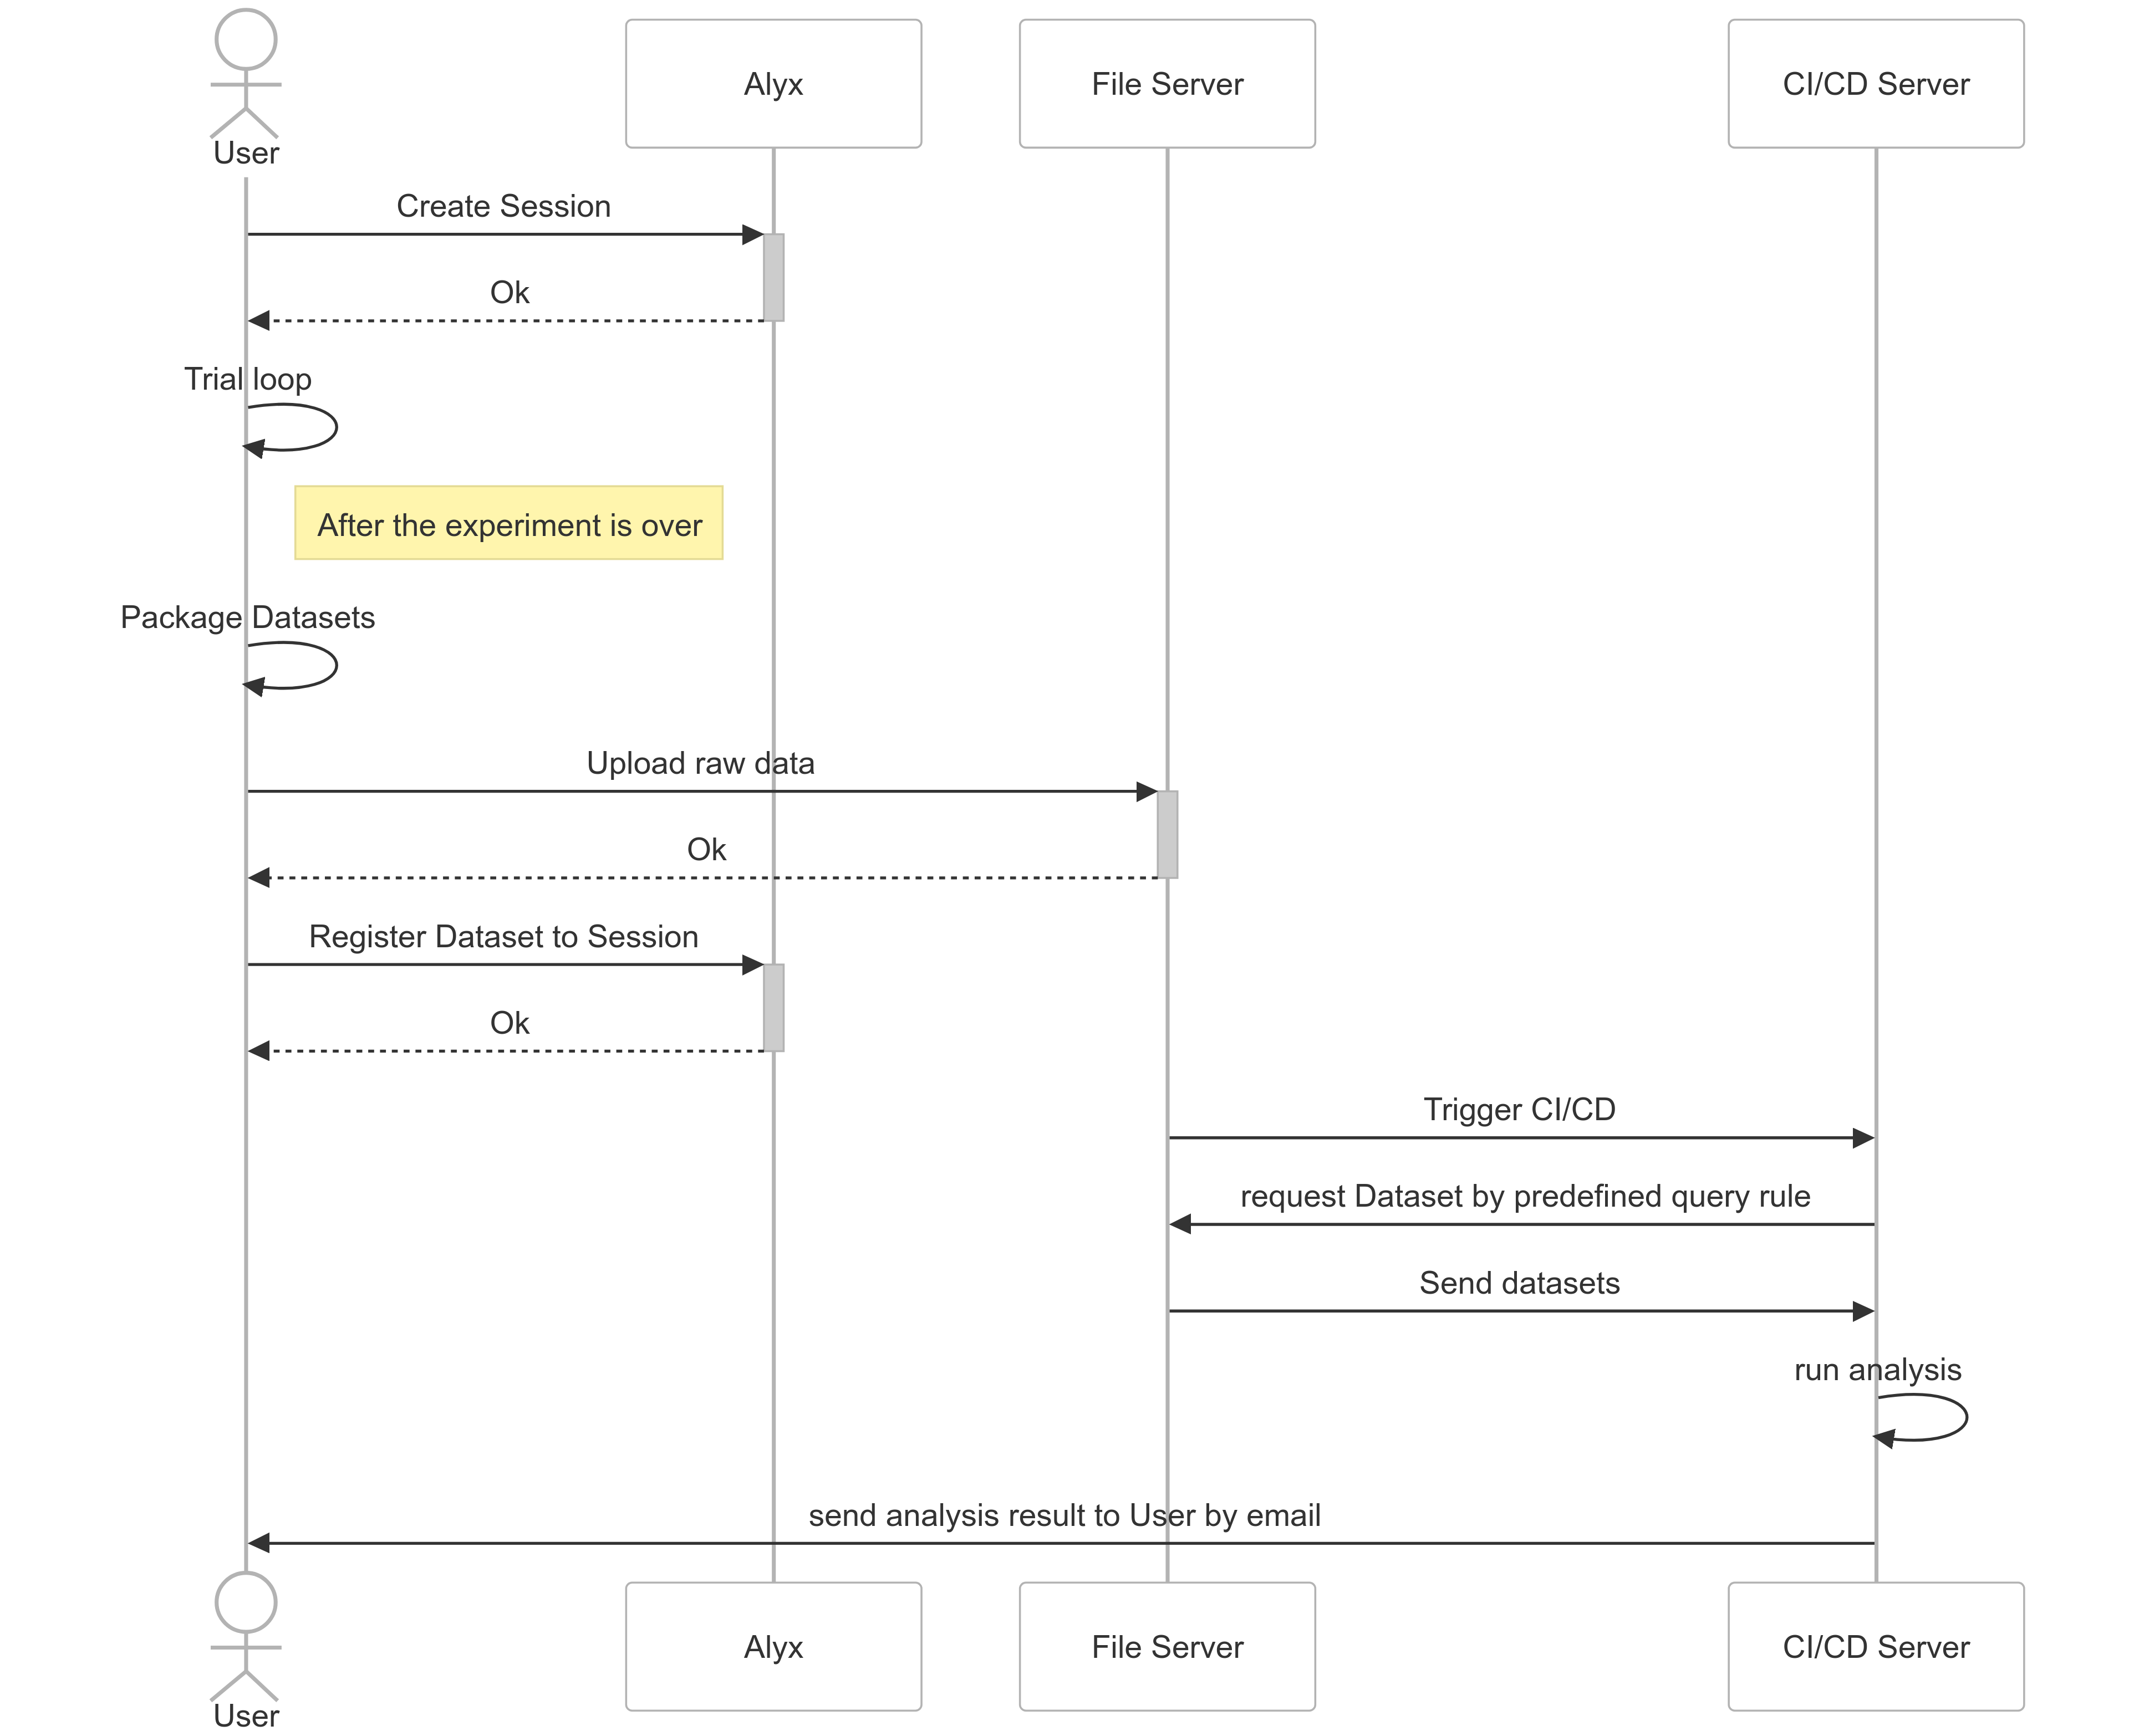 User
Alyx
File Server
CI/CD Server
Create Session
Ok
Trial loop
After the experiment is over
Package Datasets
Upload raw data
Ok
Register Dataset to Session
Ok
Trigger CI/CD
request Dataset by predefined query rule
Send datasets
run analysis
send analysis result to User by email
User
Alyx
File Server
CI/CD Server